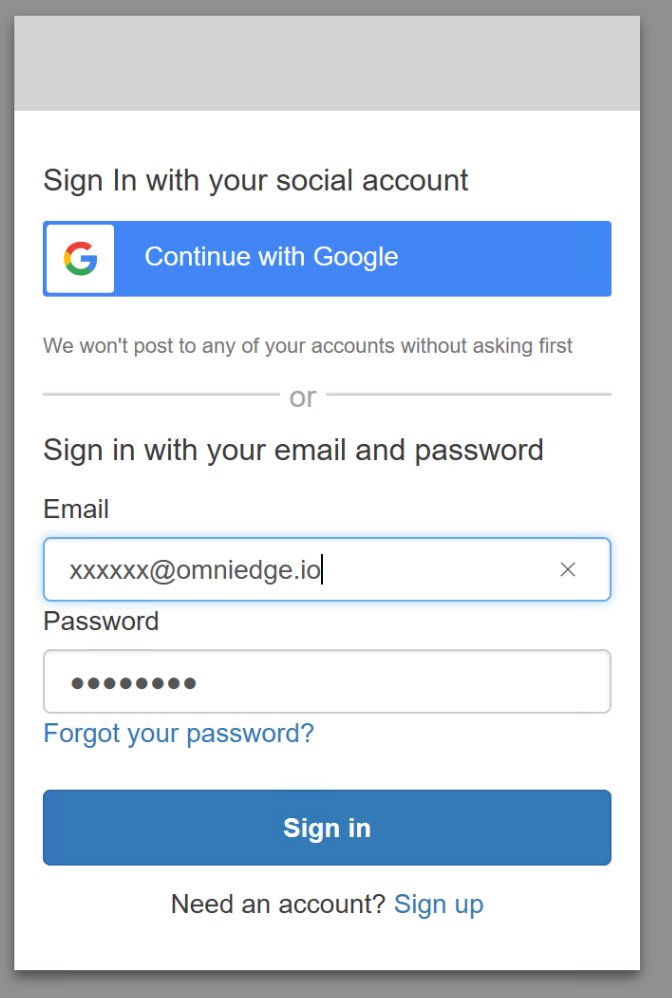 Sign In with your social account
Continue with Google
We won't post to any of your accounts without asking first
or
Sign in with your email and password
Email
xxxxxx@omniedge.io
Password
Forgot your password?
Sign in
Need an account? Sign up